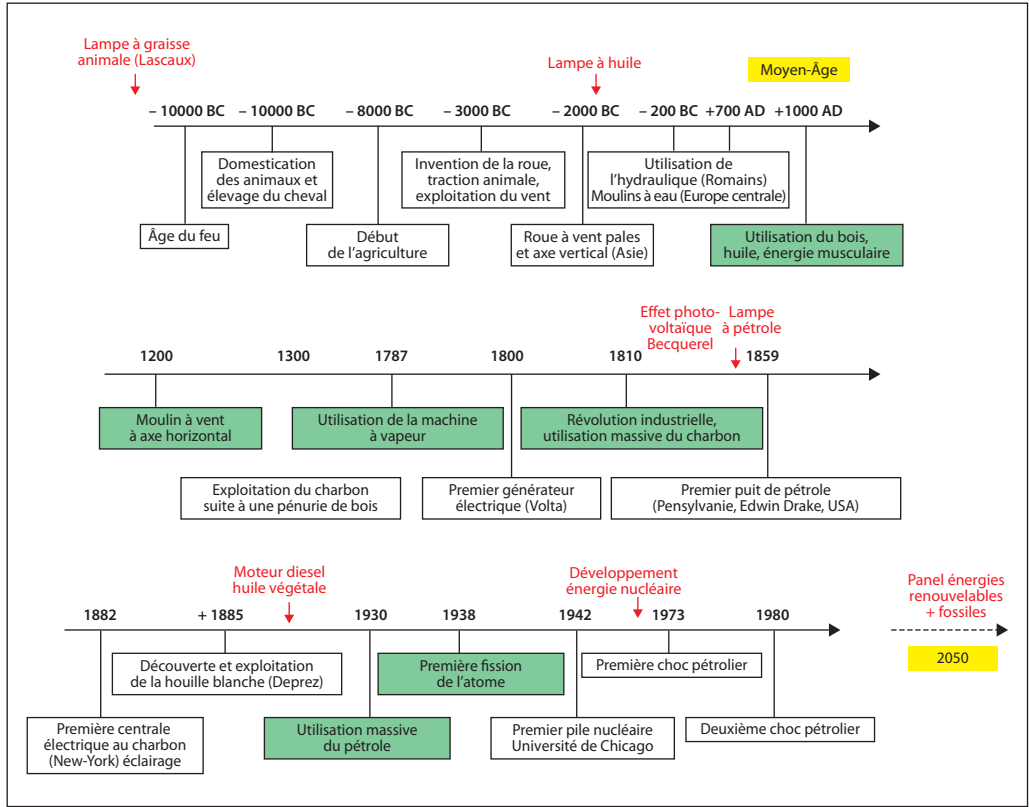 Lampe à graisse
animale (Lascaux)
Lampe à huile
Moyen-Âge
– 10000 BC – 10000 BC – 8000 BC – 3000 BC – 2000 BC – 200 BC +700 AD +1000 AD
Domestication
des animaux et
élevage du cheval
Invention de la roue,
traction animale,
exploitation du vent
Utilisation de
l'hydraulique (Romains)
Moulins à eau (Europe centrale)
Âge du feu
Début
de l'agriculture
Roue à vent pales
et axe vertical (Asie)
Utilisation du bois,
huile, énergie musculaire
Effet photo-
voltaïque
Becquerel
Lampe
à pétrole
1200 1300 1787 1800 1810 1859
Moulin à vent
à axe horizontal
Utilisation de la machine
à vapeur
Révolution industrielle,
utilisation massive du charbon
Exploitation du charbon
suite à une pénurie de bois
Premier générateur
électrique (Volta)
Premier puit de pétrole
(Pensylvanie, Edwin Drake, USA)
Moteur diesel
huile végétale
Développement
énergie nucléaire
Panel énergies
renouvelables
+ fossiles
1882 + 1885 1930 1938 1942 1973 1980
2050
Découverte et exploitation
de la houille blanche (Deprez)
Première fission
de l'atome
Première choc pétrolier
Première centrale
électrique au charbon
(New-York) éclairage
Utilisation massive
du pétrole
Premier pile nucléaire
Université de Chicago
Deuxième choc pétrolier